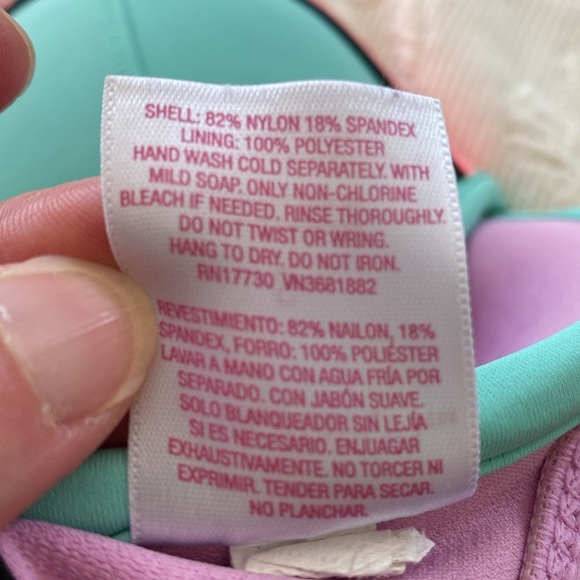 SHELL: 82% NYLON 18% SPANDEX
LINING: 100% POLYESTER
HAND WASH COLD SEPARATELY. WITH
MILD SOAP. ONLY NON-CHLORINE
BLEACH IF NEEDED. RINSE THOROUGHLY.
DO NOT TWIST OR WRING.
HANG TO DRY. DO NOT IRON.
RN17730 VN3681882
REVESTIMIENTO: 82% NAILON, 18%
SPANDEX, FORRO: 100% POLIÉSTER
LAVAR A MANO CON AGUA FRÍA POR
SEPARADO. CON JABÓN SUAVE.
SOLO BLANQUEADOR SIN LEJÍA
SI ES NECESARIO. ENJUAGAR
EXHAUSTIVAMENTE. NO TORCER NI
EXPRIMIR. TENDER PARA SECAR.
NO PLANCHAR.